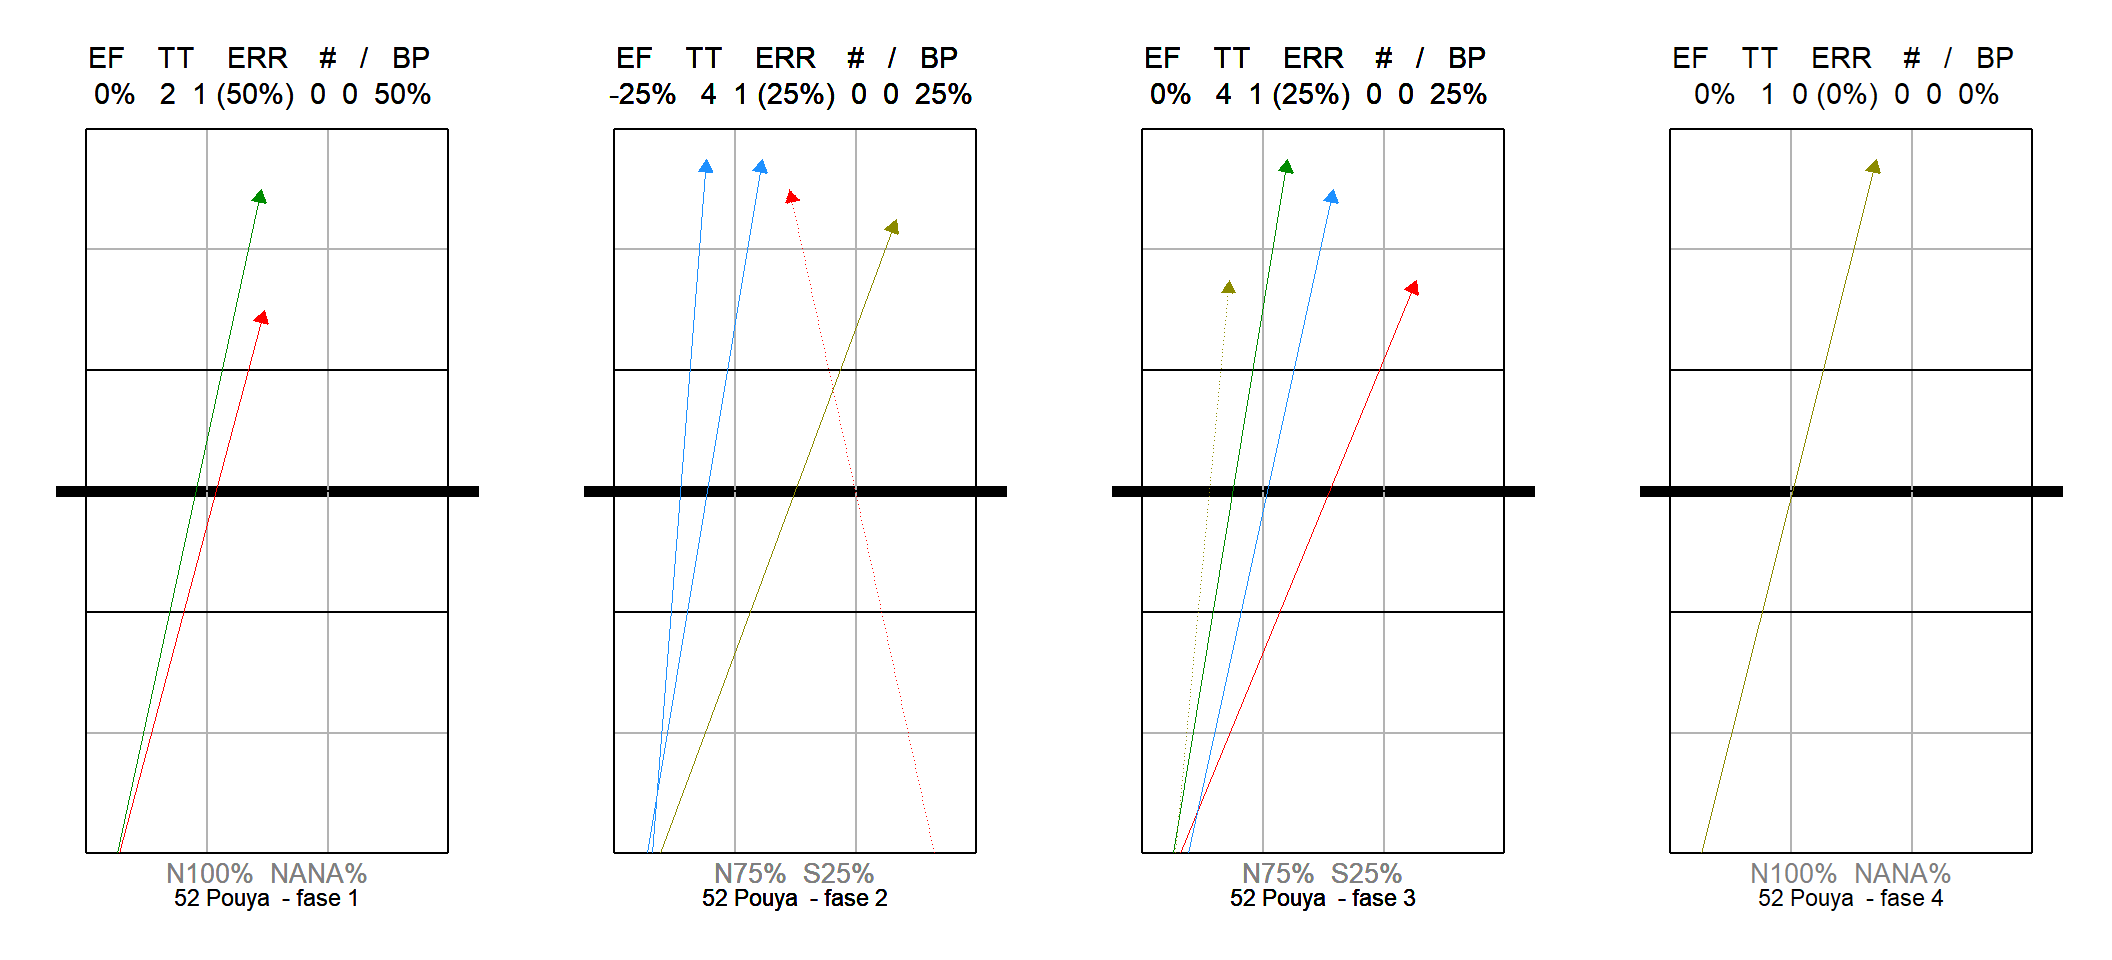 EF TT ERR # / BP
0% 2 1 (50%) 0 0 50%
N100% NANA%
52 Pouya - fase 1
EF TT ERR # / BP
-25% 4 1 (25%) 0 0 25%
N75% S25%
52 Pouya - fase 2
EF TT ERR # / BP
0% 4 1 (25%) 0 0 25%
N75% S25%
52 Pouya - fase 3
EF TT ERR # / BP
0% 1 0 (0%) 0 0 0%
N100% NANA%
52 Pouya - fase 4